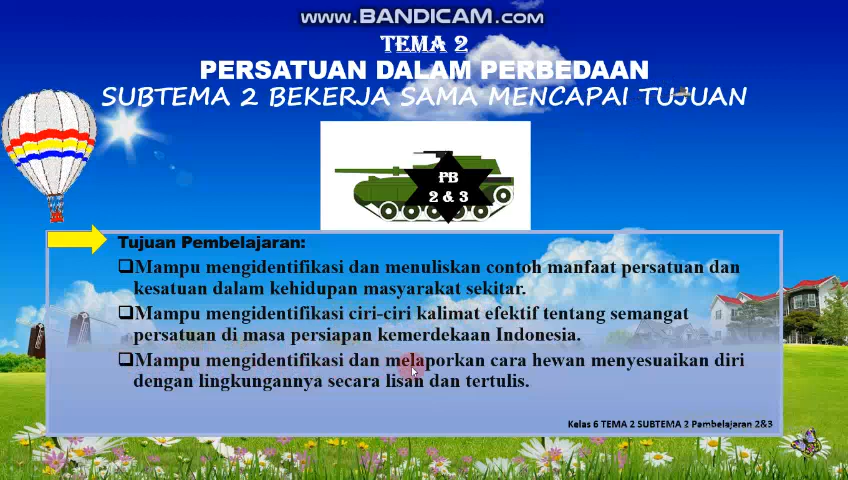 WWW.BANDICAM.COM
TEMA 2
PERSATUAN DALAM PERBEDAAN
SUBTEMA 2 BEKERJA SAMA MENCAPAI TUJUAN
PB
2 & 3
Tujuan Pembelajaran:
❑Mampu mengidentifikasi dan menuliskan contoh manfaat persatuan dan
kesatuan dalam kehidupan masyarakat sekitar.
❑Mampu mengidentifikasi ciri-ciri kalimat efektif tentang semangat
persatuan di masa persiapan kemerdekaan Indonesia.
❑Mampu mengidentifikasi dan melaporkan cara hewan menyesuaikan diri
dengan lingkungannya secara lisan dan tertulis.
Kelas 6 TEMA 2 SUBTEMA 2 Pembelajaran 2&3